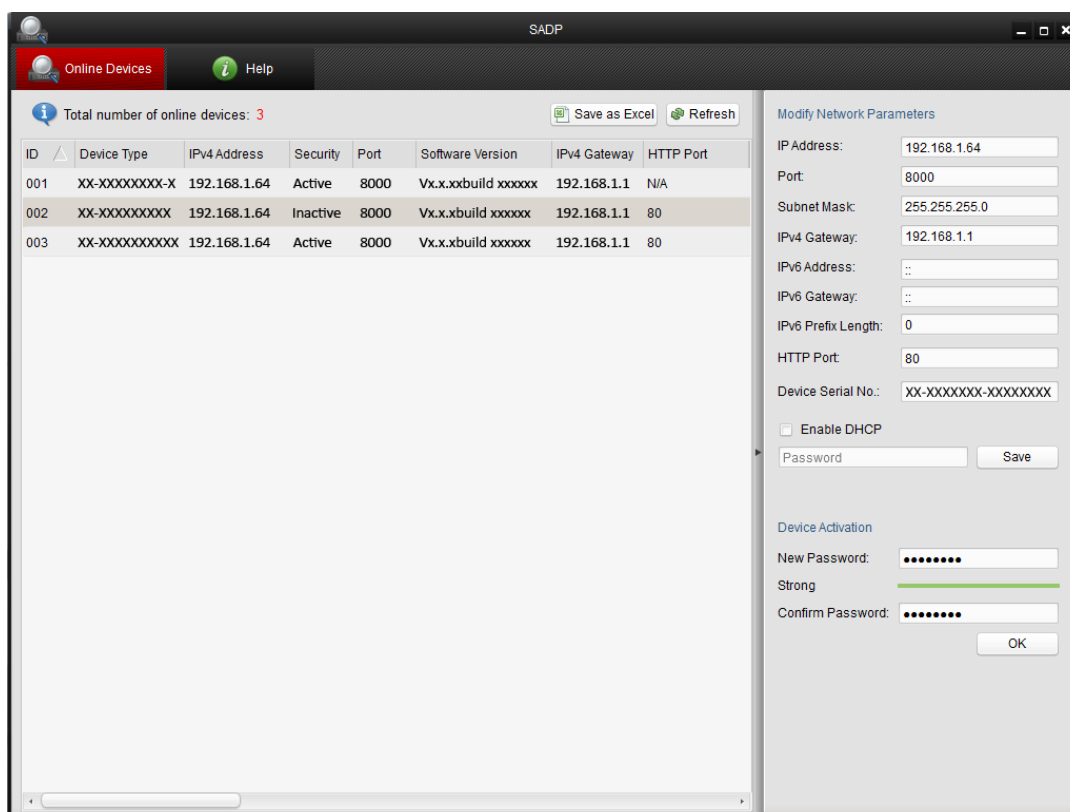 SADP
Online Devices
Help
Total number of online devices: 3
Save as Excel
Refresh
ID Device Type IPv4 Address Security Port Software Version IPv4 Gateway HTTP Port
001 XX-XXXXXXXX-X 192.168.1.64 Active 8000 Vx.x.xxbuild xxxxxx 192.168.1.1 N/A
002 XX-XXXXXXXXX 192.168.1.64 Inactive 8000 Vx.x.xbuild xxxxxx 192.168.1.1 80
003 XX-XXXXXXXXXX 192.168.1.64 Active 8000 Vx.x.xbuild xxxxxx 192.168.1.1 80
Modify Network Parameters
IP Address: 192.168.1.64
Port: 8000
Subnet Mask: 255.255.255.0
IPv4 Gateway: 192.168.1.1
IPv6 Address: ::
IPv6 Gateway: ::
IPv6 Prefix Length: 0
HTTP Port: 80
Device Serial No.: XX-XXXXXXX-XXXXXXXX
Enable DHCP
Password Save
Device Activation
New Password: ●●●●●●●●
Strong
Confirm Password: ●●●●●●●●
OK